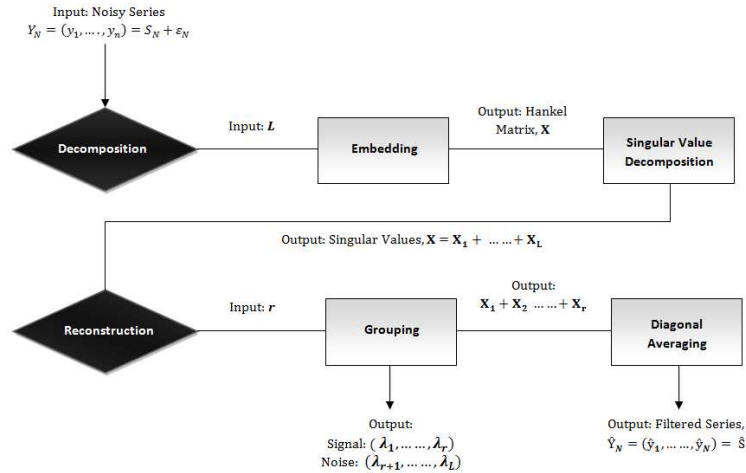 Input: Noisy Series
Y_N = (y_1, …., y_n) = S_N + ε_N
Decomposition
Input: L
Embedding
Output: Hankel
Matrix, X
Singular Value
Decomposition
Output: Singular Values, X = X_1 + …… + X_L
Reconstruction
Input: r
Grouping
Output:
X_1 + X_2 …… + X_r
Diagonal
Averaging
Output:
Signal: (λ_1, ……, λ_r)
Noise: (λ_{r+1}, ……, λ_L)
Output: Filtered Series,
Ŷ_N = (ŷ_1, ……, ŷ_N) = Ŝ